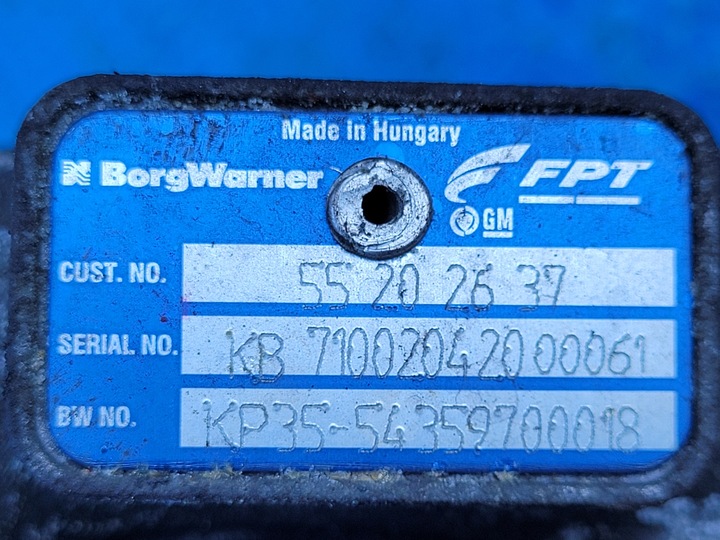 Made in Hungary
BorgWarner FPT
GM
CUST. NO. 55 20 26 37
SERIAL NO. KB 71002042000061
BW NO. KP35-54359700018